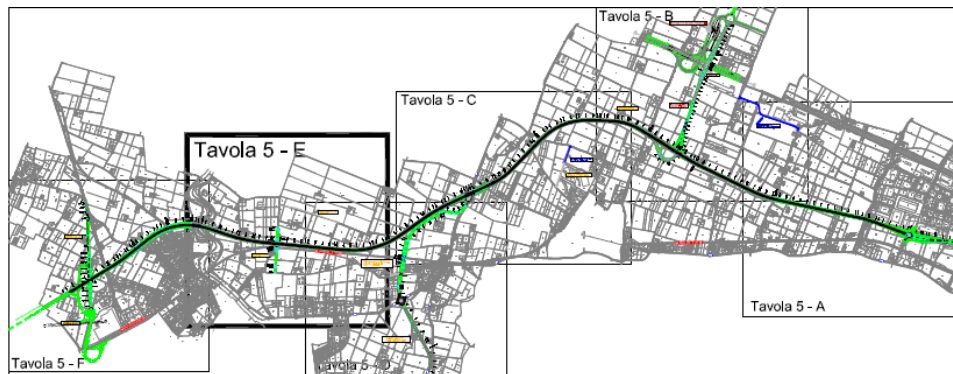 Tavola 5 - B
Tavola 5 - C
Tavola 5 - E
Tavola 5 - A
Tavola 5 - F
Tavola 5 - D